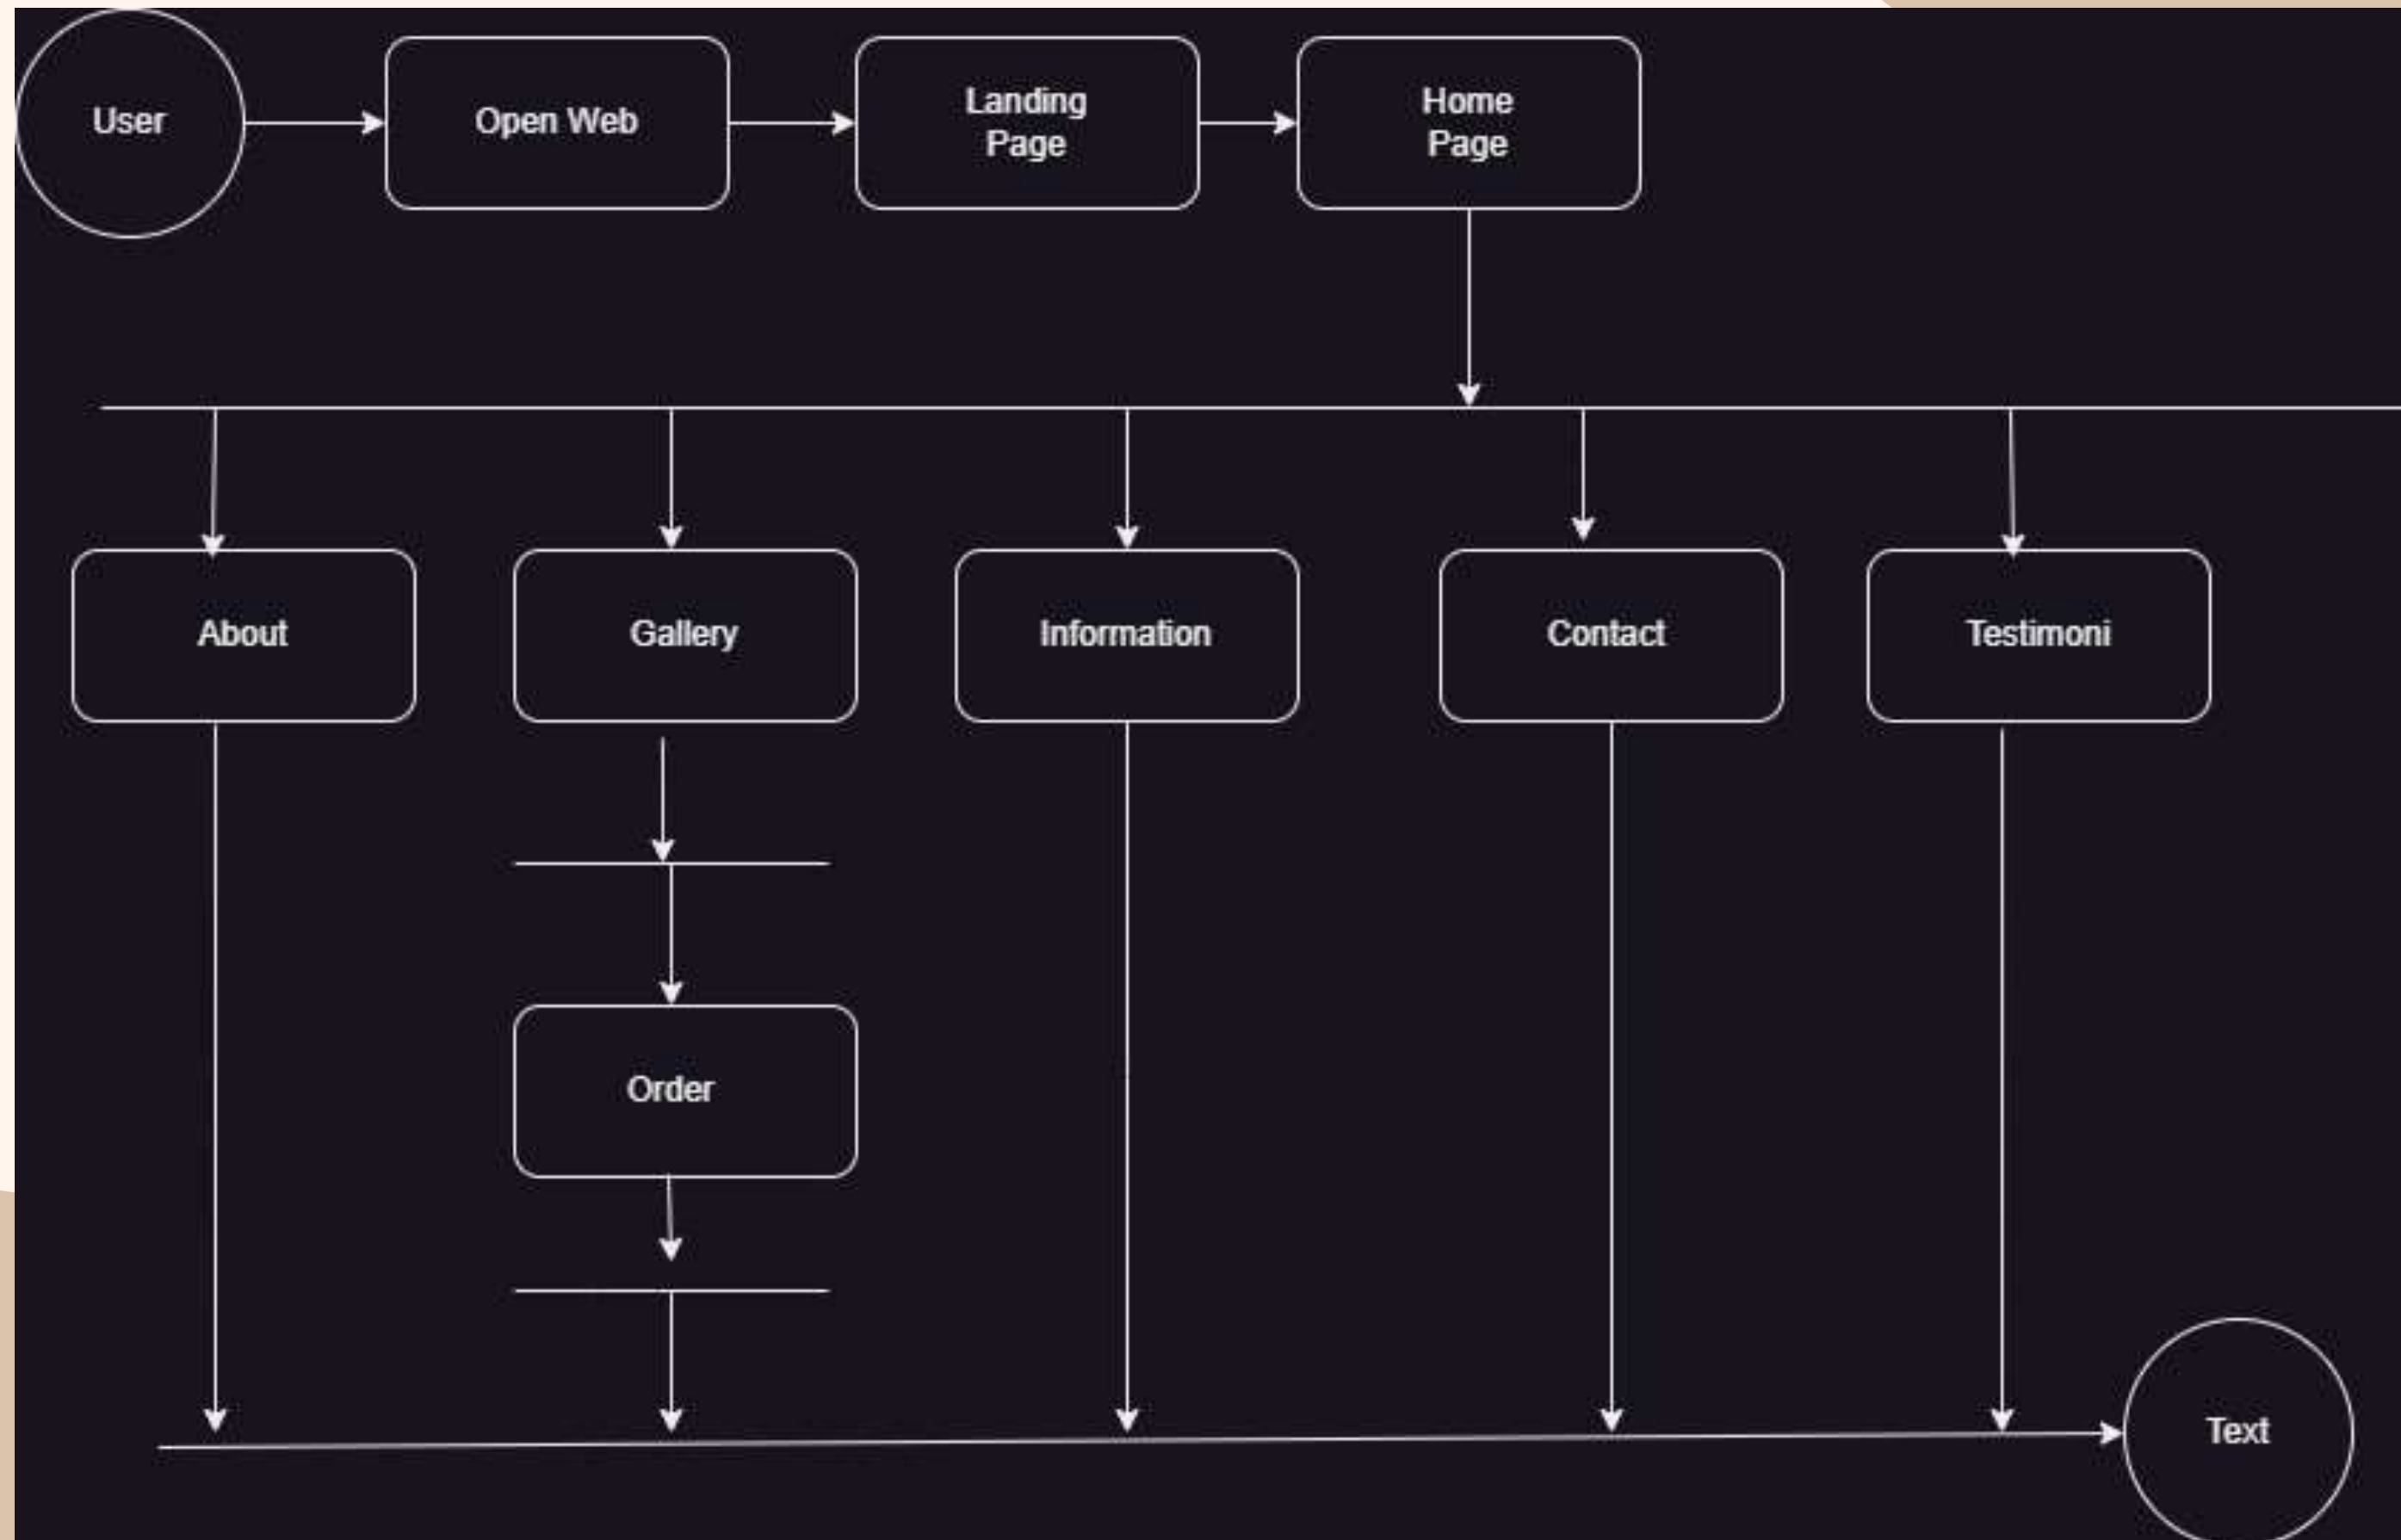 User
Open Web
Landing
Page
Home
Page
About
Gallery
Information
Contact
Testimoni
Order
Text